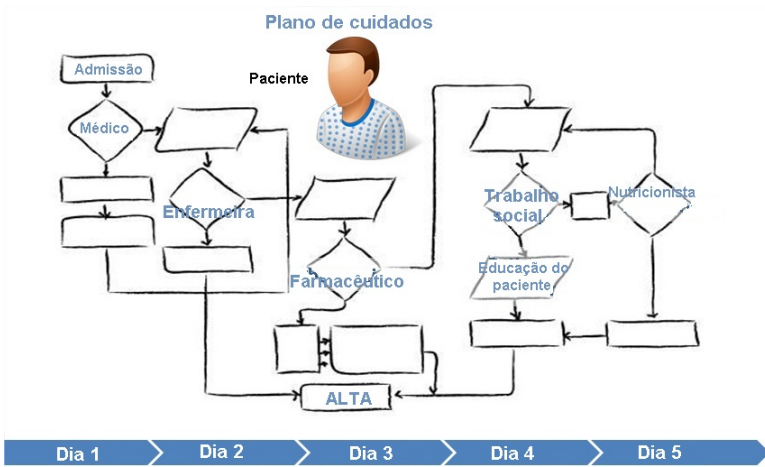 Plano de cuidados
Admissão
Paciente
Médico
Enfermeira
Trabalho
social
Nutricionista
Farmacêutico
Educação do
paciente
ALTA
Dia 1
Dia 2
Dia 3
Dia 4
Dia 5